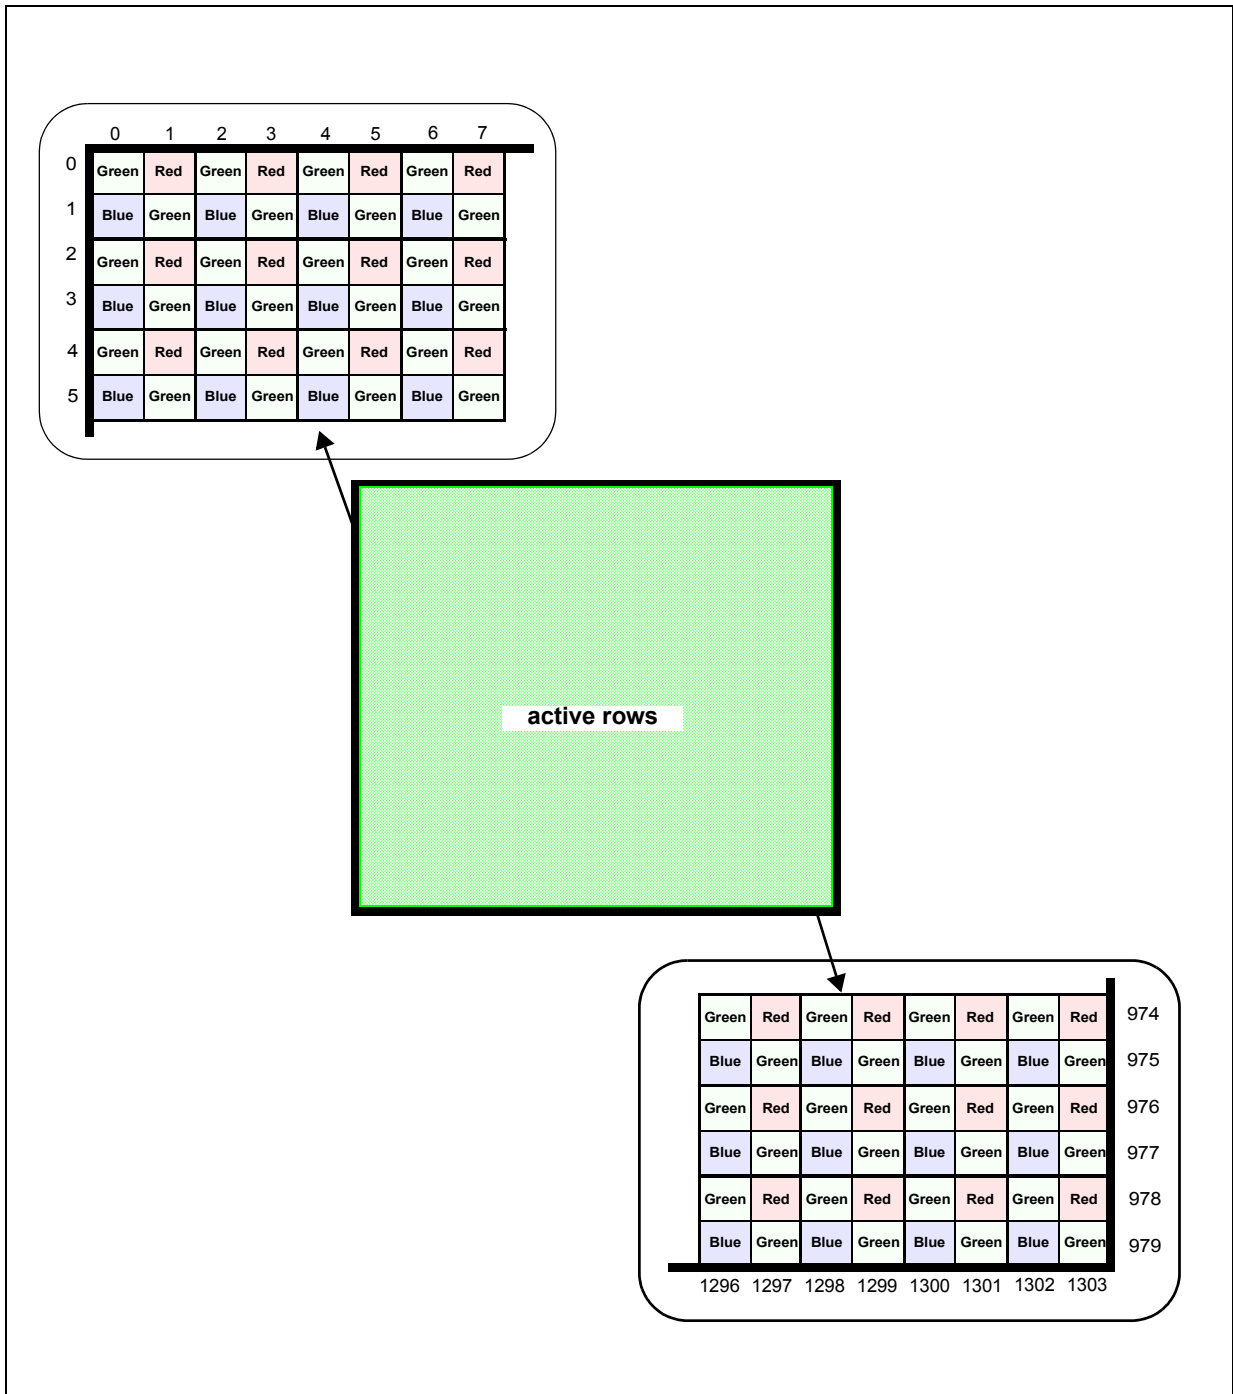 0 1 2 3 4 5 6 7
0 Green Red Green Red Green Red Green Red
1 Blue Green Blue Green Blue Green Blue Green
2 Green Red Green Red Green Red Green Red
3 Blue Green Blue Green Blue Green Blue Green
4 Green Red Green Red Green Red Green Red
5 Blue Green Blue Green Blue Green Blue Green
active rows
Green Red Green Red Green Red Green Red 974
Blue Green Blue Green Blue Green Blue Green 975
Green Red Green Red Green Red Green Red 976
Blue Green Blue Green Blue Green Blue Green 977
Green Red Green Red Green Red Green Red 978
Blue Green Blue Green Blue Green Blue Green 979
1296 1297 1298 1299 1300 1301 1302 1303